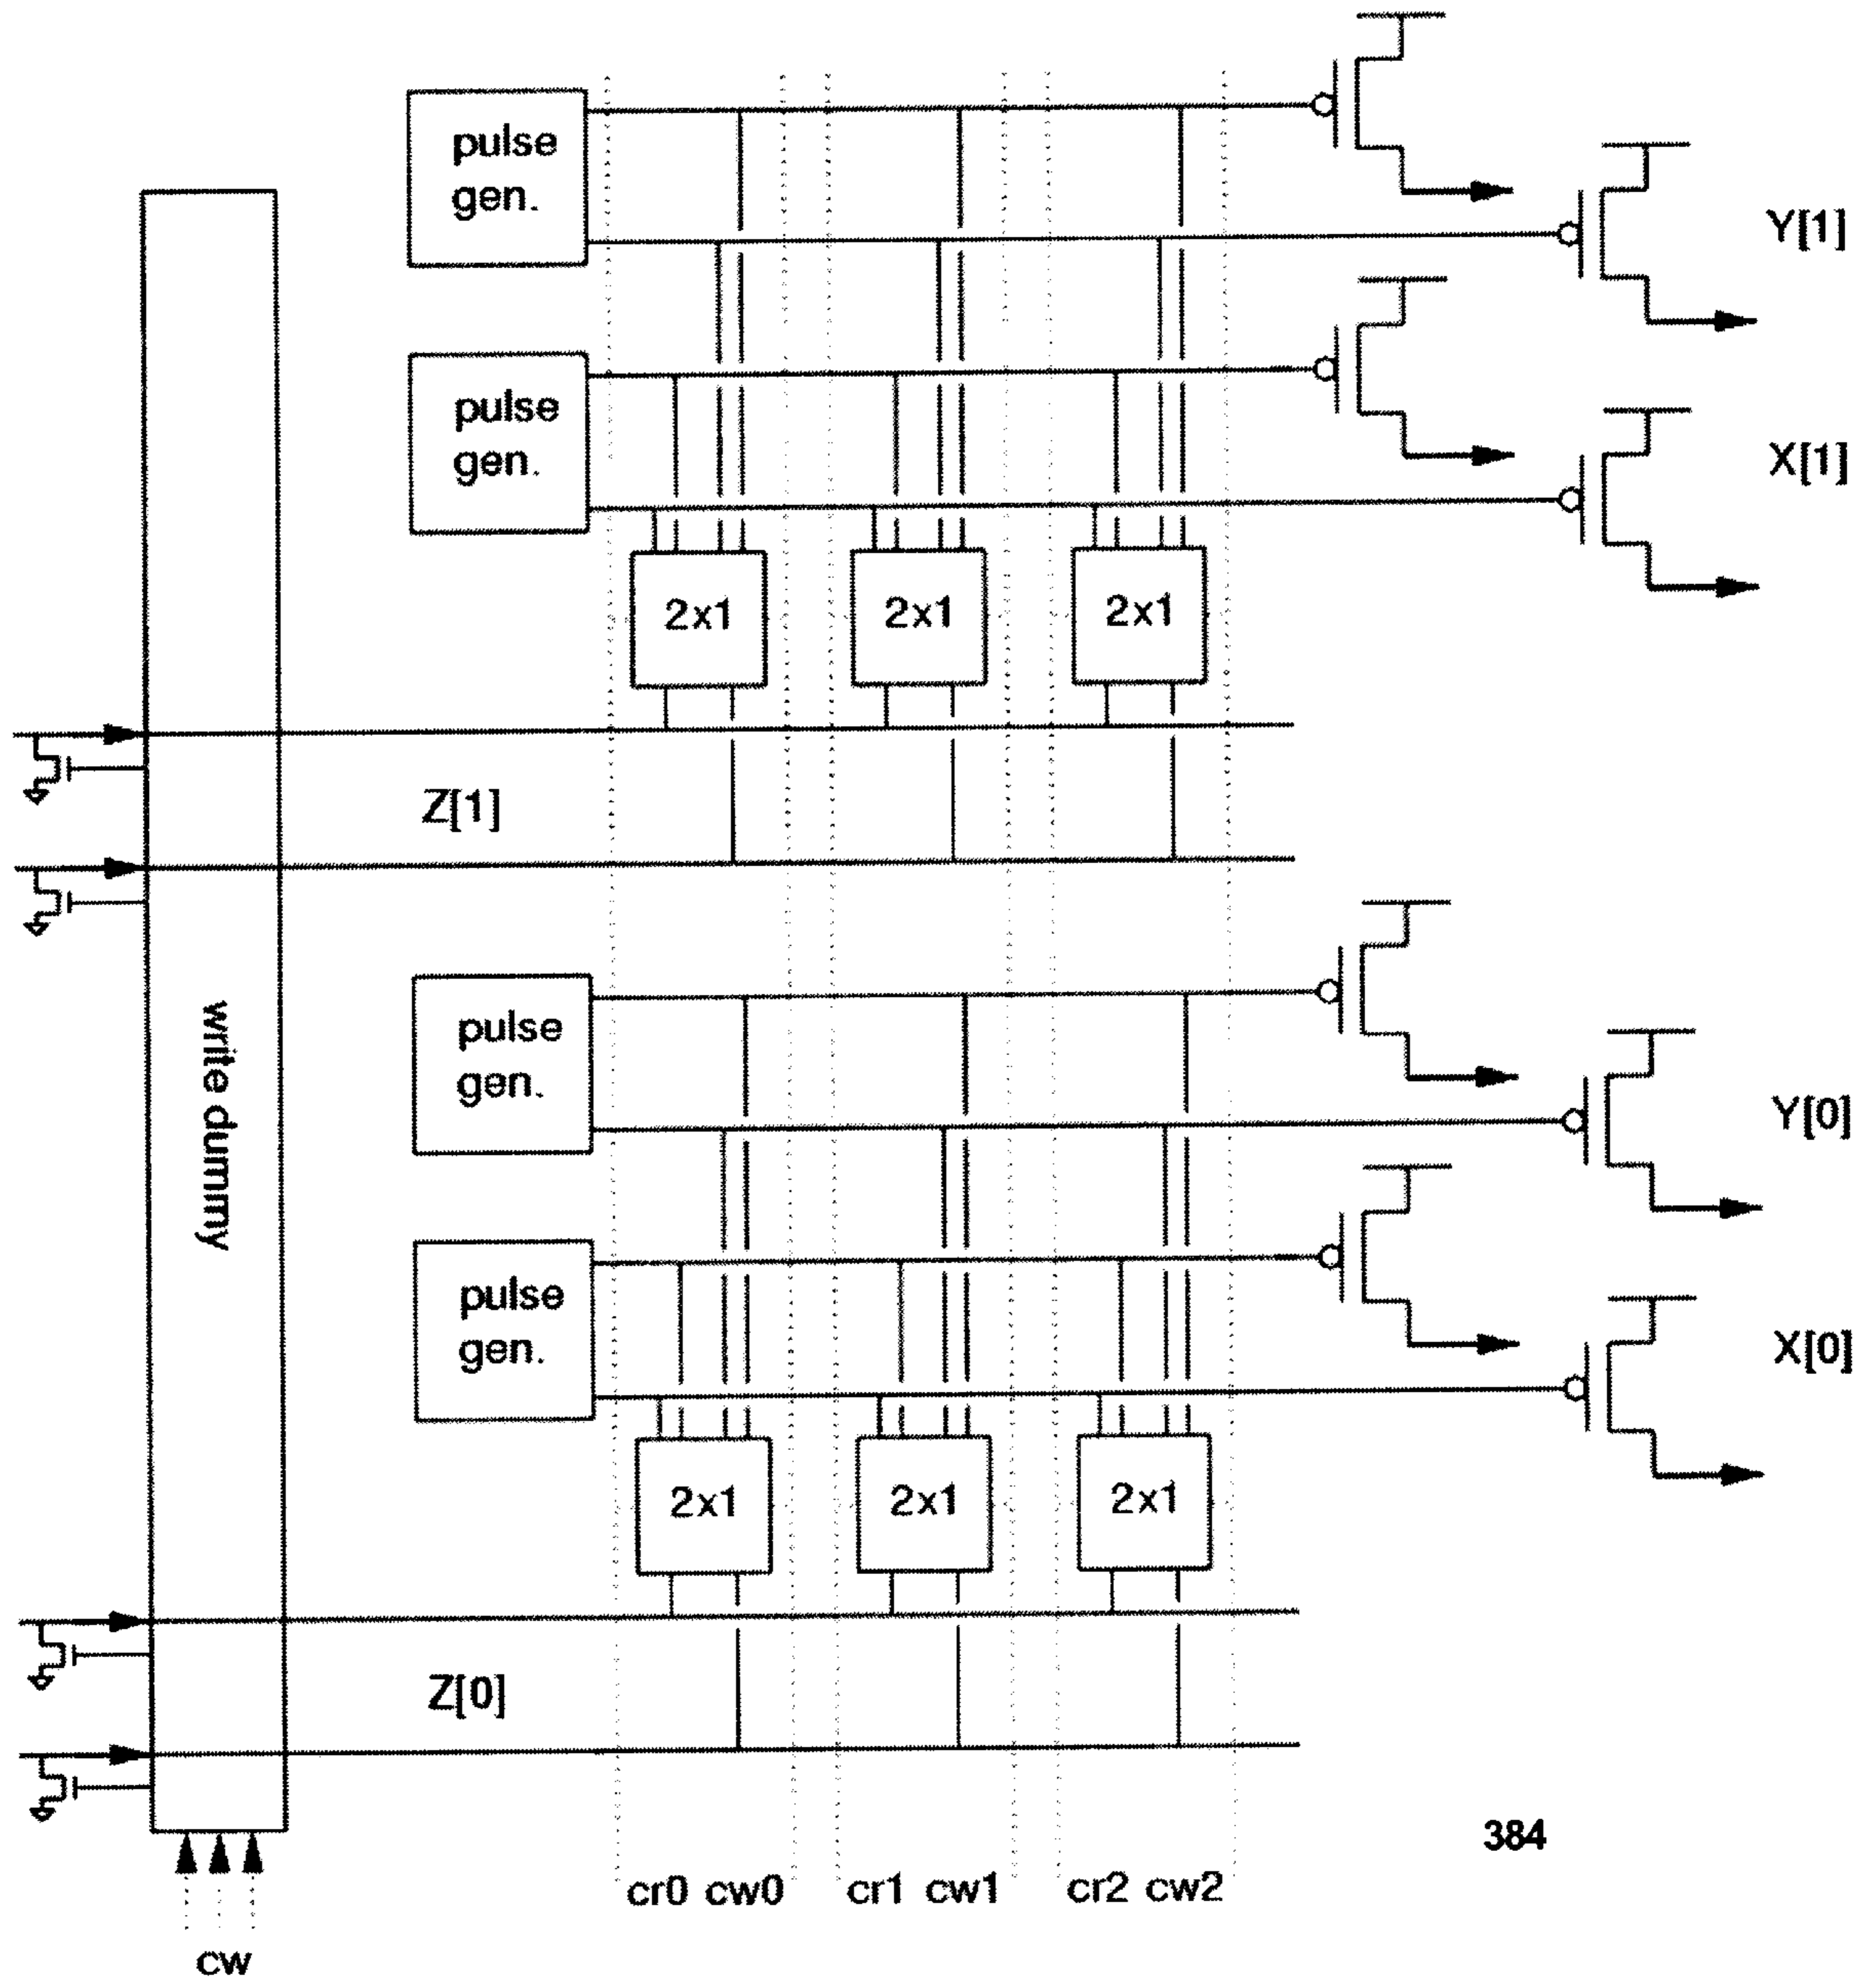 pulse
gen.
Y[1]
pulse
gen.
X[1]
2x1 2x1 2x1
Z[1]
pulse
gen.
write dummy
Y[0]
pulse
gen.
X[0]
2x1 2x1 2x1
Z[0]
384
cr0 cw0 cr1 cw1 cr2 cw2
cw